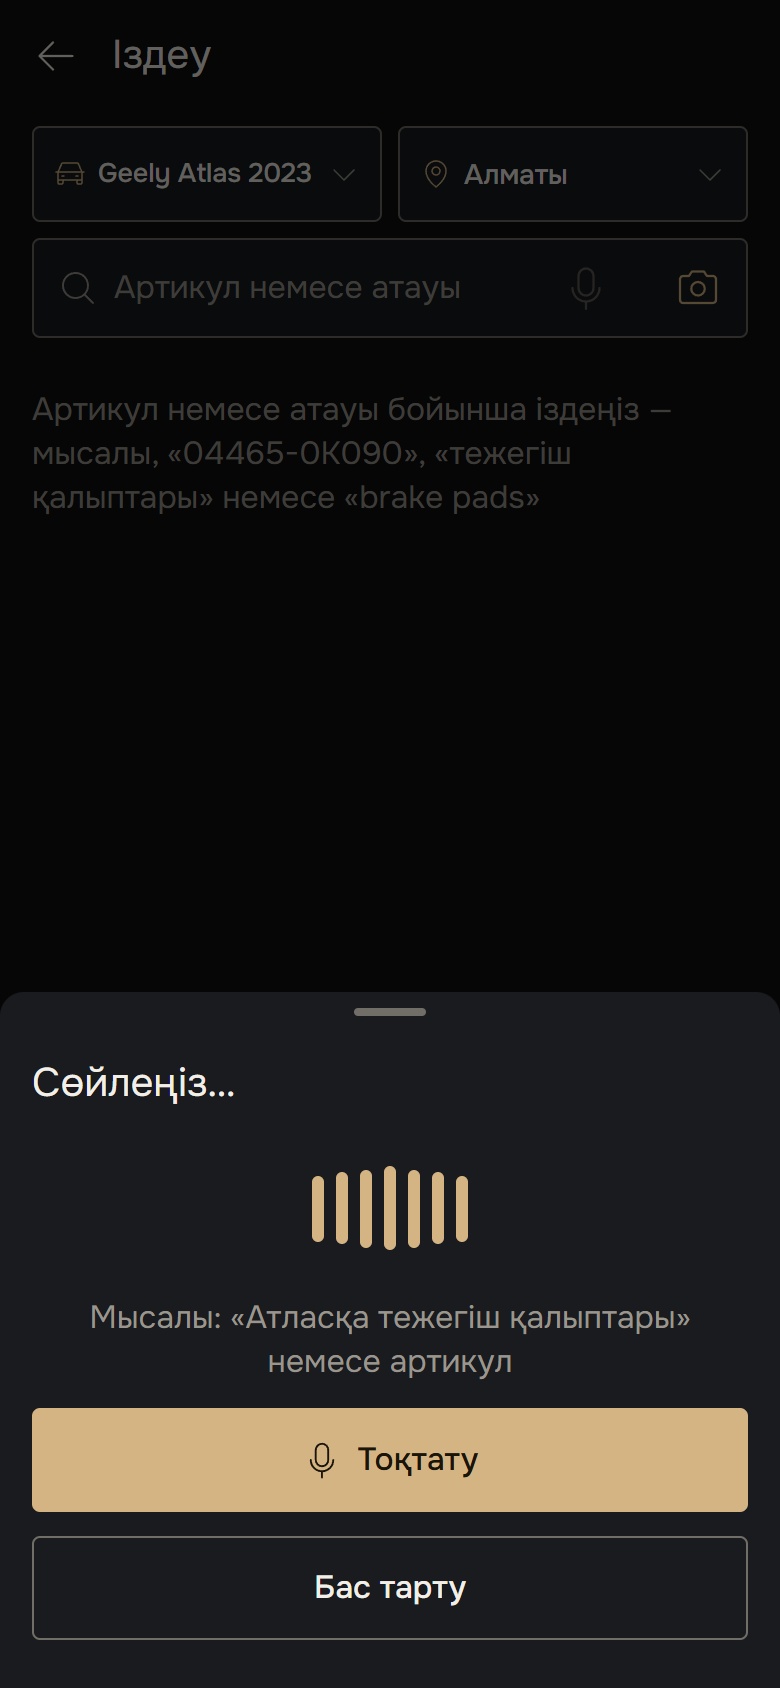 Іздеу
Geely Atlas 2023
Алматы
Артикул немесе атауы
Артикул немесе атауы бойынша іздеңіз —
мысалы, «04465-0K090», «тежегіш
қалыптары» немесе «brake pads»
Сөйлеңіз...
Мысалы: «Атласқа тежегіш қалыптары»
немесе артикул
Тоқтату
Бас тарту